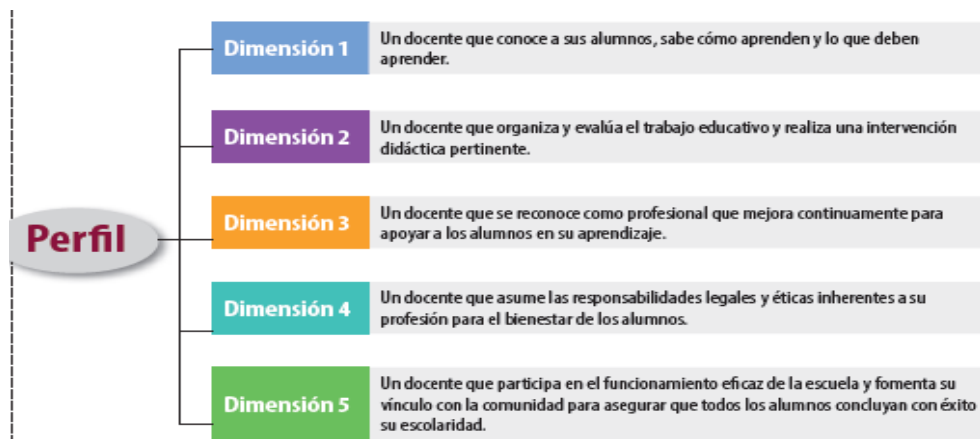 Perfil
Dimensión 1
Un docente que conoce a sus alumnos, sabe cómo aprenden y lo que deben
aprender.
Dimensión 2
Un docente que organiza y evalúa el trabajo educativo y realiza una intervención
didáctica pertinente.
Dimensión 3
Un docente que se reconoce como profesional que mejora continuamente para
apoyar a los alumnos en su aprendizaje.
Dimensión 4
Un docente que asume las responsabilidades legales y éticas inherentes a su
profesión para el bienestar de los alumnos.
Dimensión 5
Un docente que participa en el funcionamiento eficaz de la escuela y fomenta su
vínculo con la comunidad para asegurar que todos los alumnos concluyan con éxito
su escolaridad.